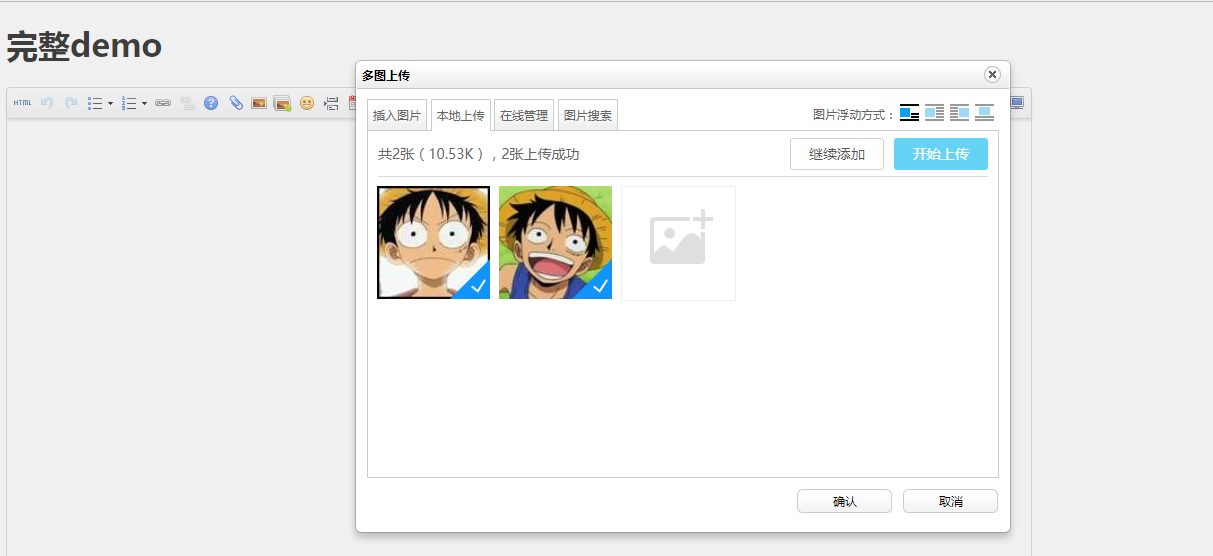 完整demo
多图上传
HTML
插入图片 本地上传 在线管理 图片搜索 图片浮动方式：
共2张（10.53K），2张上传成功 继续添加 开始上传
确认 取消